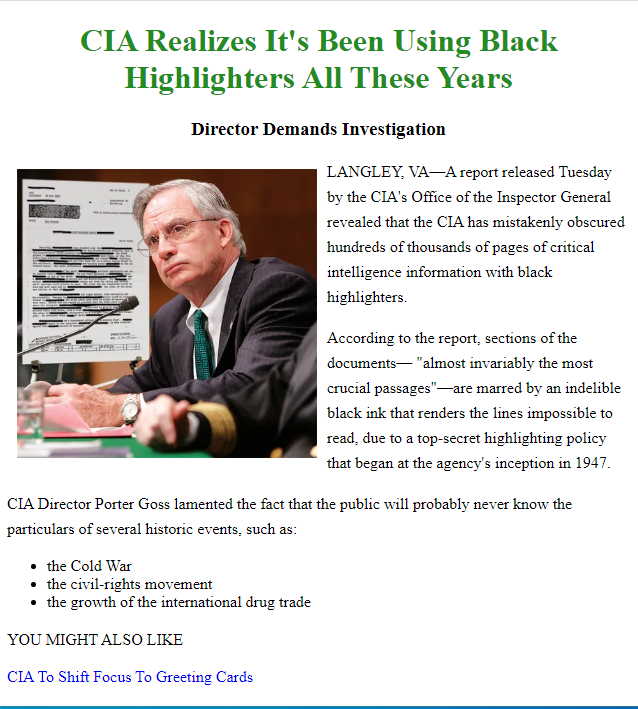 CIA Realizes It's Been Using Black
Highlighters All These Years
Director Demands Investigation
LANGLEY, VA—A report released Tuesday
by the CIA's Office of the Inspector General
revealed that the CIA has mistakenly obscured
hundreds of thousands of pages of critical
intelligence information with black
highlighters.
According to the report, sections of the
documents— "almost invariably the most
crucial passages"—are marred by an indelible
black ink that renders the lines impossible to
read, due to a top-secret highlighting policy
that began at the agency's inception in 1947.
CIA Director Porter Goss lamented the fact that the public will probably never know the
particulars of several historic events, such as:
• the Cold War
• the civil-rights movement
• the growth of the international drug trade
YOU MIGHT ALSO LIKE
CIA To Shift Focus To Greeting Cards